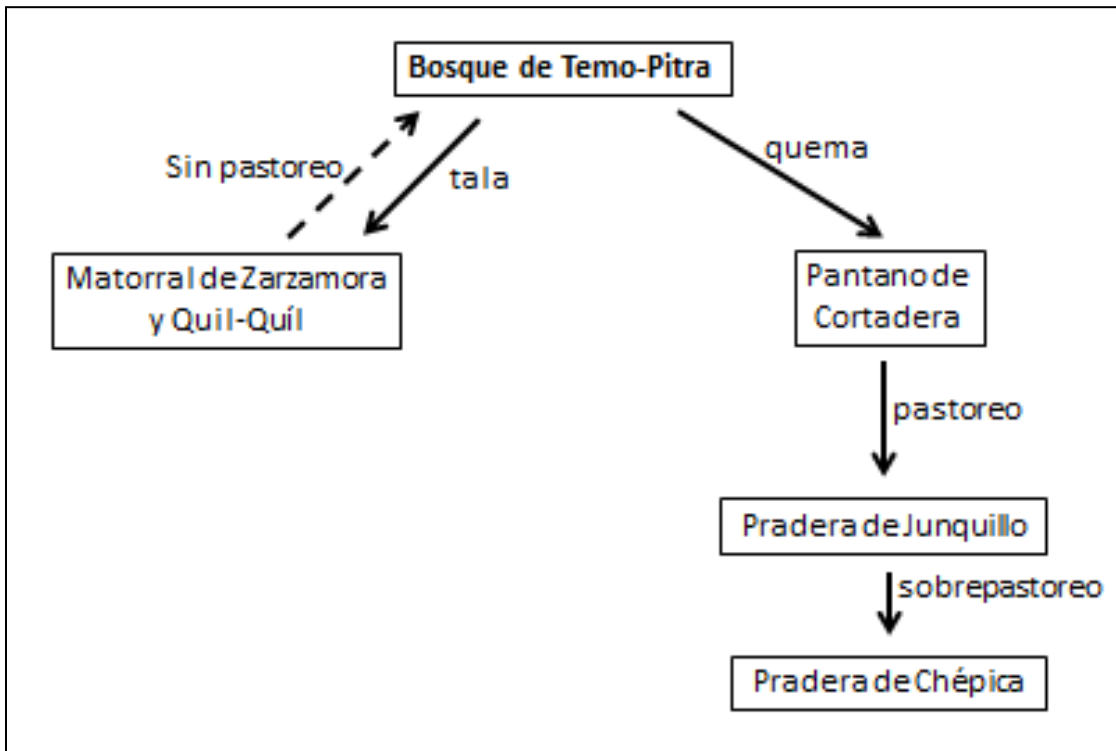 Bosque de Temo-Pitra
Sin pastoreo
tala
quema
Matorral de Zarzamora
y Quil-Quíl
Pantano de
Cortadera
pastoreo
Pradera de Junquillo
sobrepastoreo
Pradera de Chépica